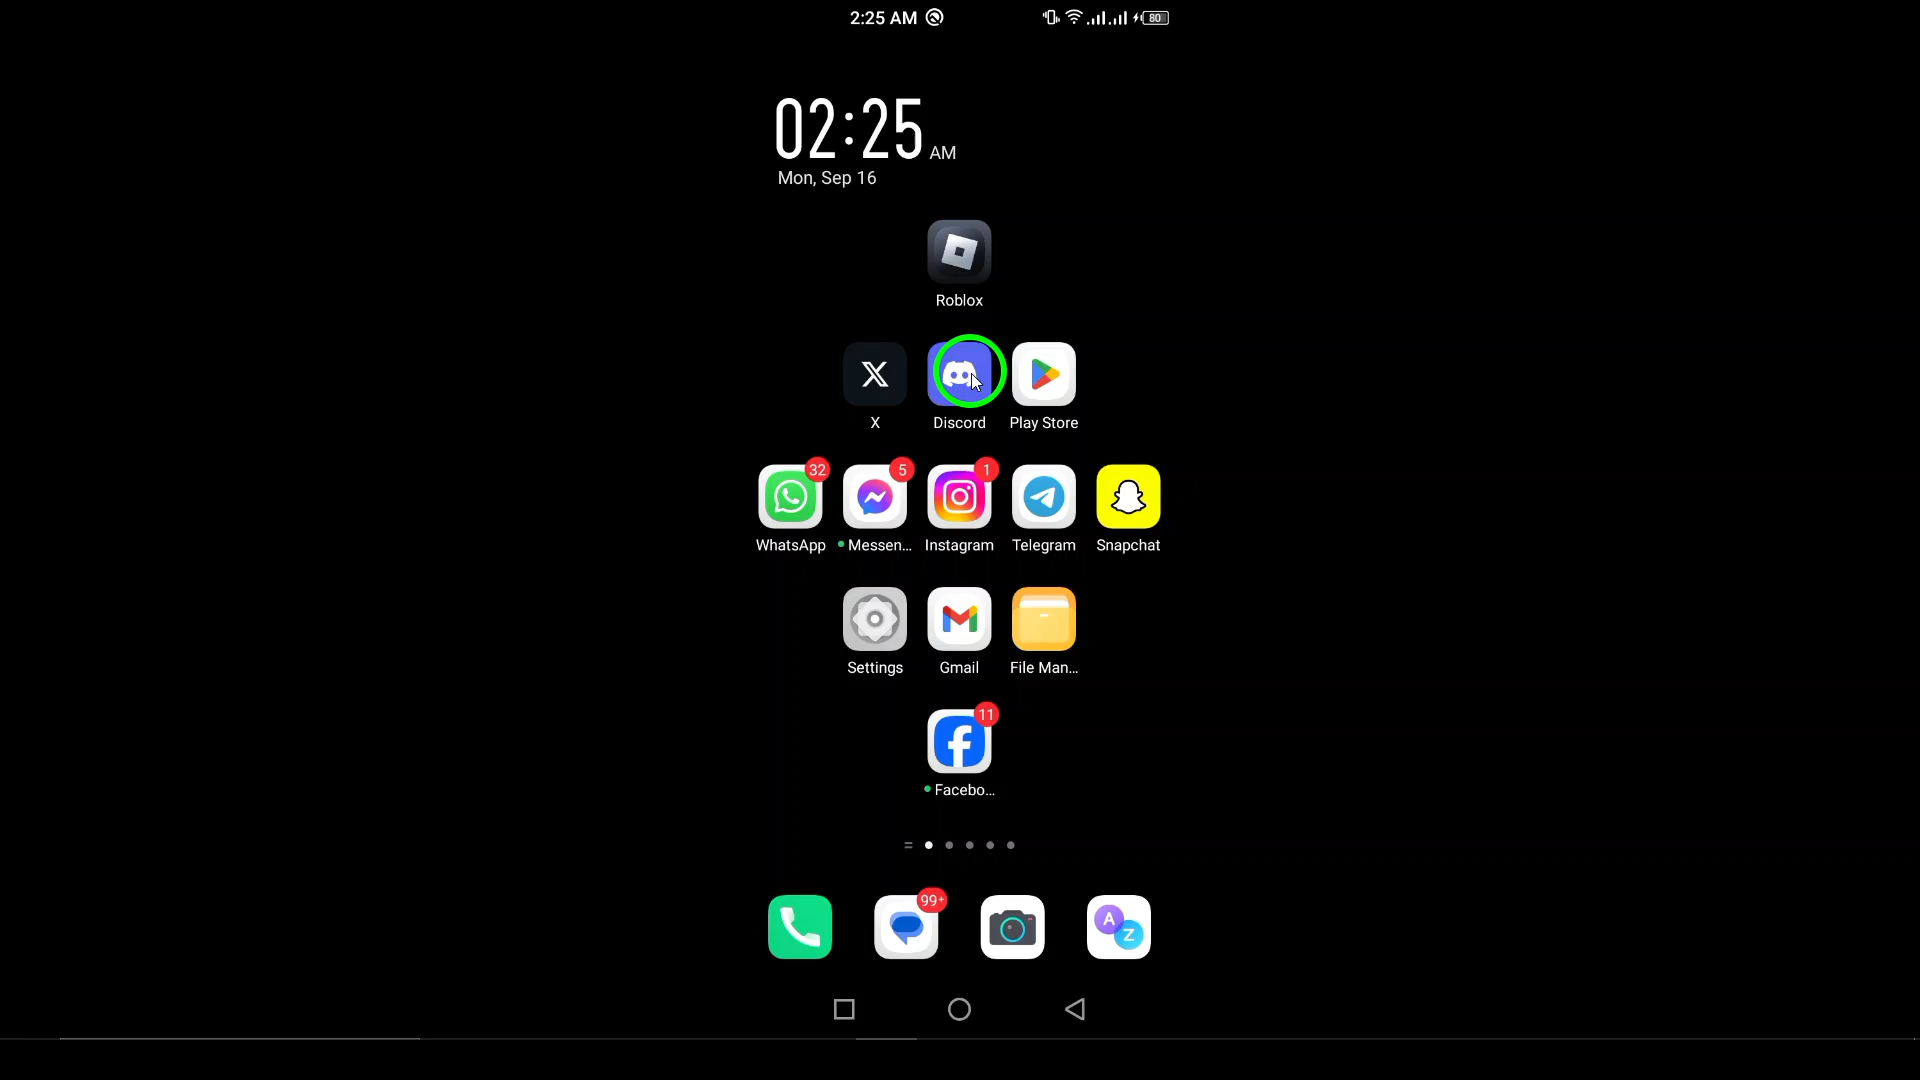 2:25 AM
80
02:25 AM
Mon, Sep 16
Roblox
X Discord Play Store
32 5 1
WhatsApp Messen... Instagram Telegram Snapchat
Settings Gmail File Man...
11
Facebo...
99+
A Z